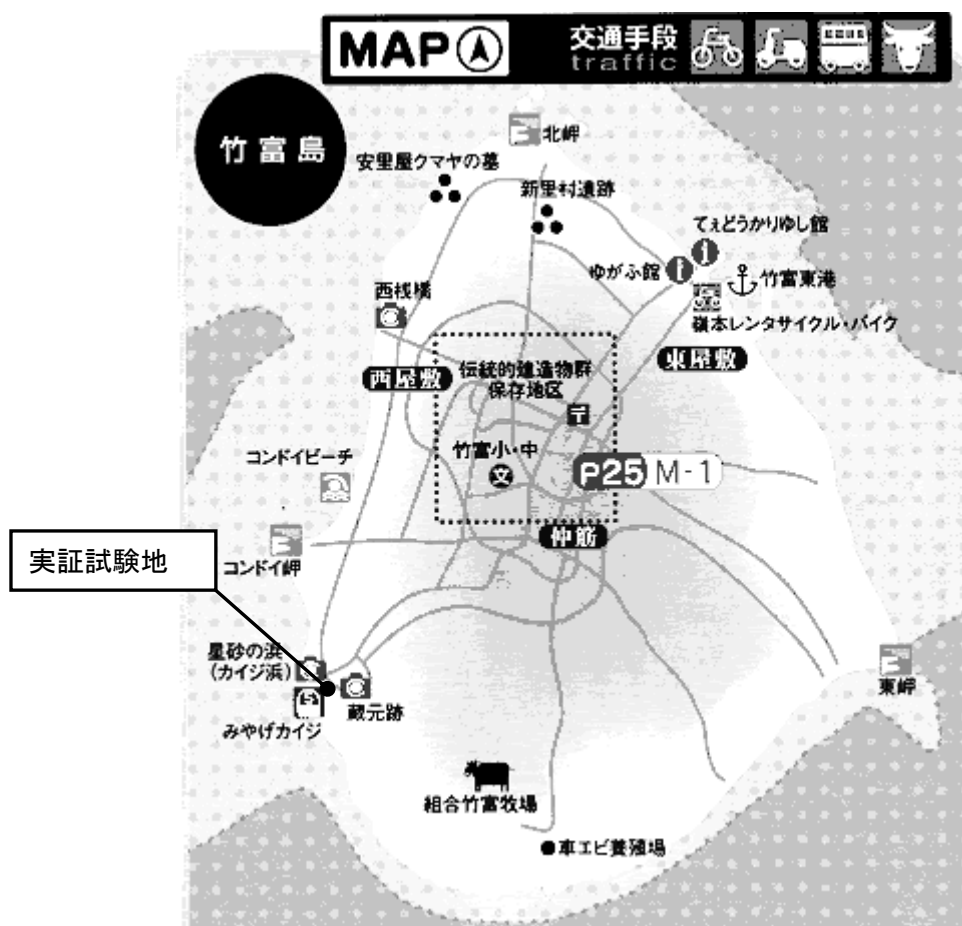 MAP
交通手段
traffic
竹富島
北岬
安里屋クマヤの墓
新里村遺跡
てぇどうかりゆし館
ゆがふ館
竹富東港
西桟橋
嶺本レンタサイクル・バイク
東屋敷
西屋敷
伝統的建造物群
保存地区
〒
竹富小・中
文
コンドイビーチ
P25 M-1
仲筋
実証試験地
コンドイ岬
星砂の浜
(カイジ浜)
東岬
蔵元跡
みやげカイジ
組合竹富牧場
車エビ養殖場